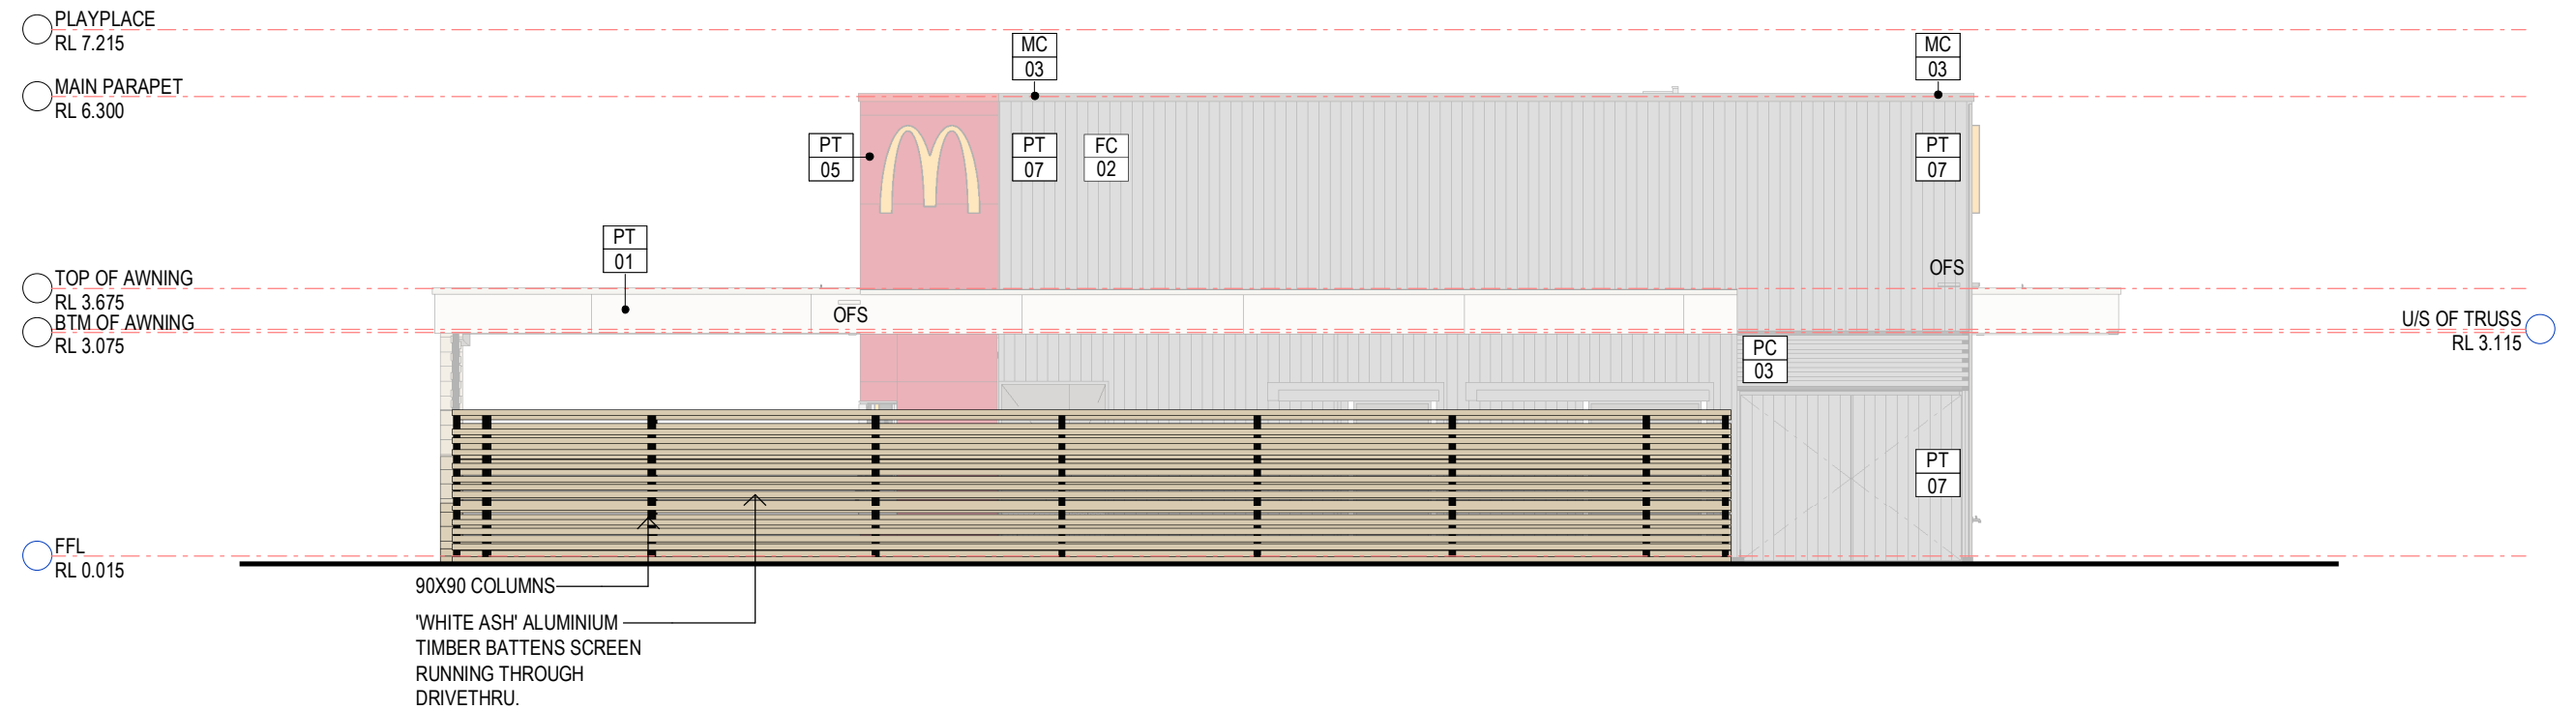 PLAYPLACE
RL 7.215
MAIN PARAPET
RL 6.300
MC
03
MC
03
PT
05
PT
07
FC
02
PT
07
PT
01
TOP OF AWNING
RL 3.675
BTM OF AWNING
RL 3.075
OFS
OFS
U/S OF TRUSS
RL 3.115
PC
03
PT
07
FFL
RL 0.015
90X90 COLUMNS
'WHITE ASH' ALUMINIUM
TIMBER BATTENS SCREEN
RUNNING THROUGH
DRIVETHRU.